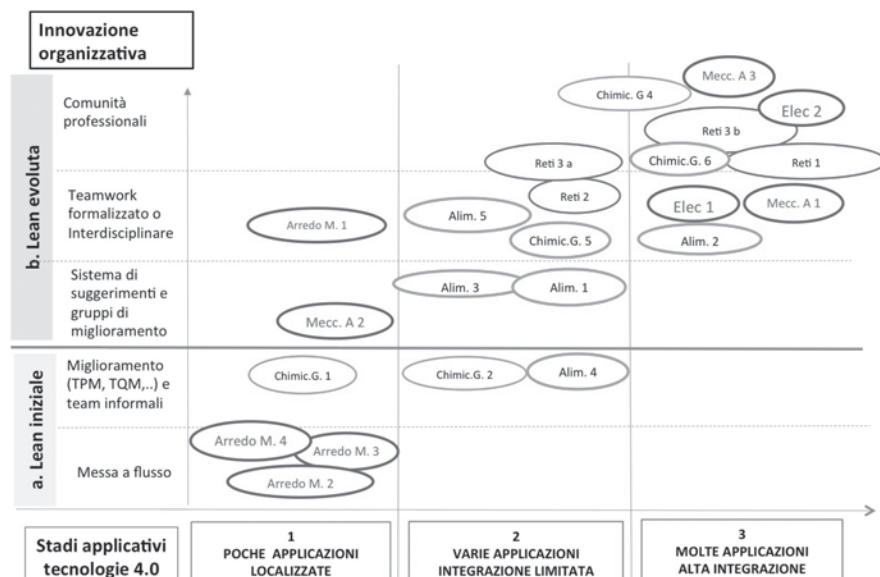 Innovazione
organizzativa
b. Lean evoluta
Comunità
professionali
Chimic. G 4
Mecc. A 3
Elec 2
Reti 3 b
Reti 3 a
Chimic.G. 6
Reti 1
Teamwork
formalizzato o
Interdisciplinare
Reti 2
Arredo M. 1
Alim. 5
Elec 1
Mecc. A 1
Chimic.G. 5
Alim. 2
Sistema di
suggerimenti e
gruppi di
miglioramento
Alim. 3
Alim. 1
Mecc. A 2
a. Lean iniziale
Miglioramento
(TPM, TQM,..) e
team informali
Chimic.G. 1
Chimic.G. 2
Alim. 4
Messa a flusso
Arredo M. 4
Arredo M. 3
Arredo M. 2
Stadi applicativi
tecnologie 4.0
1
POCHE APPLICAZIONI
LOCALIZZATE
2
VARIE APPLICAZIONI
INTEGRAZIONE LIMITATA
3
MOLTE APPLICAZIONI
ALTA INTEGRAZIONE